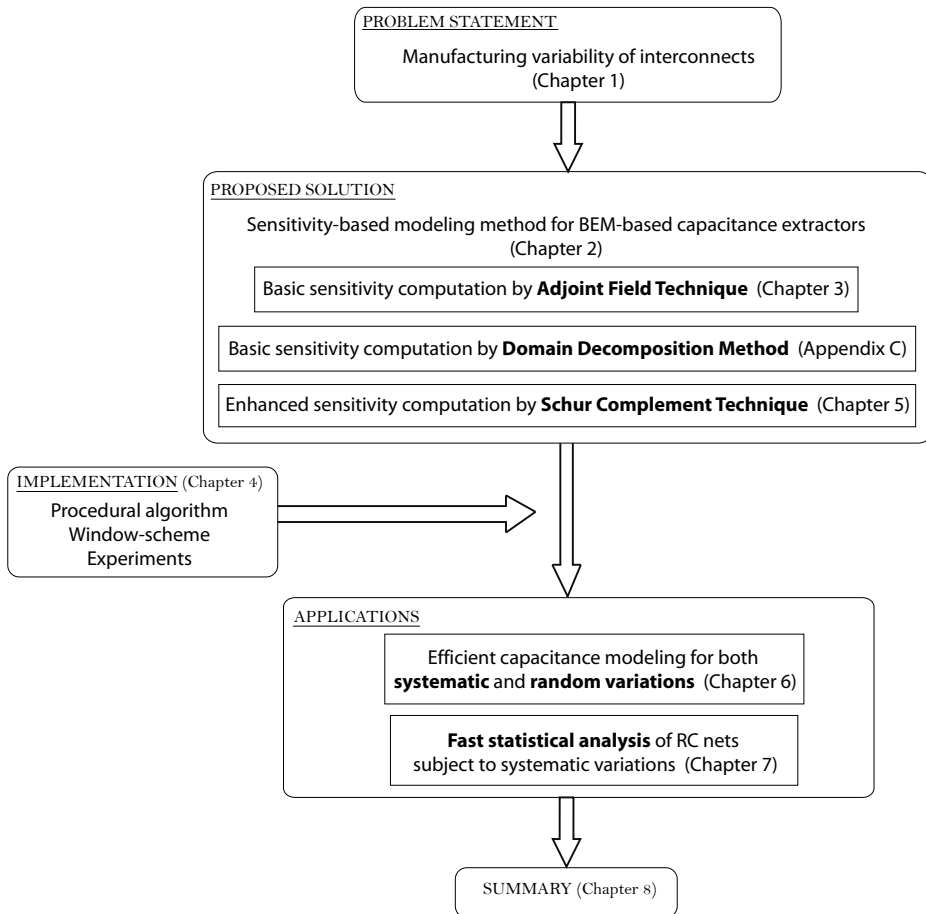 PROBLEM STATEMENT
Manufacturing variability of interconnects
(Chapter 1)
PROPOSED SOLUTION
Sensitivity-based modeling method for BEM-based capacitance extractors
(Chapter 2)
Basic sensitivity computation by Adjoint Field Technique (Chapter 3)
Basic sensitivity computation by Domain Decomposition Method (Appendix C)
Enhanced sensitivity computation by Schur Complement Technique (Chapter 5)
IMPLEMENTATION (Chapter 4)
Procedural algorithm
Window-scheme
Experiments
APPLICATIONS
Efficient capacitance modeling for both
systematic and random variations (Chapter 6)
Fast statistical analysis of RC nets
subject to systematic variations (Chapter 7)
SUMMARY (Chapter 8)